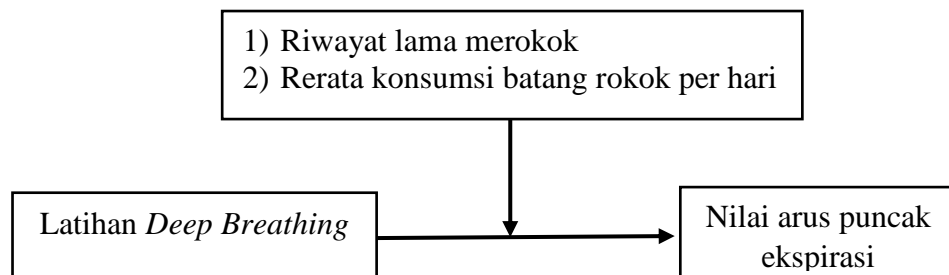 1) Riwayat lama merokok
2) Rerata konsumsi batang rokok per hari
Latihan Deep Breathing
Nilai arus puncak
ekspirasi